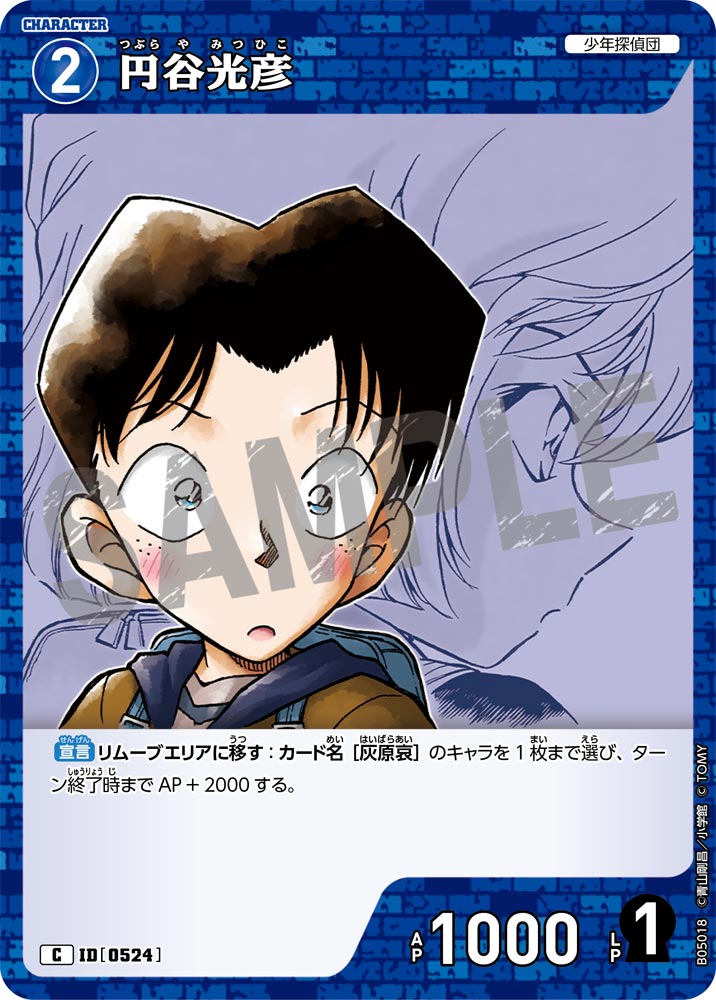 CHARACTER
2
つぶらやみつひこ
円谷光彦
少年探偵団
SAMPLE
せんげん うつ めい はいばらあい まい えら
宣言 リムーブエリアに移す：カード名［灰原哀］のキャラを1枚まで選び、ター
しゅうりょうじ
ン終了時までAP＋2000する。
C ID[0524]
AP 1000
LP 1
B05018 ©青山剛昌／小学館 © TOMY